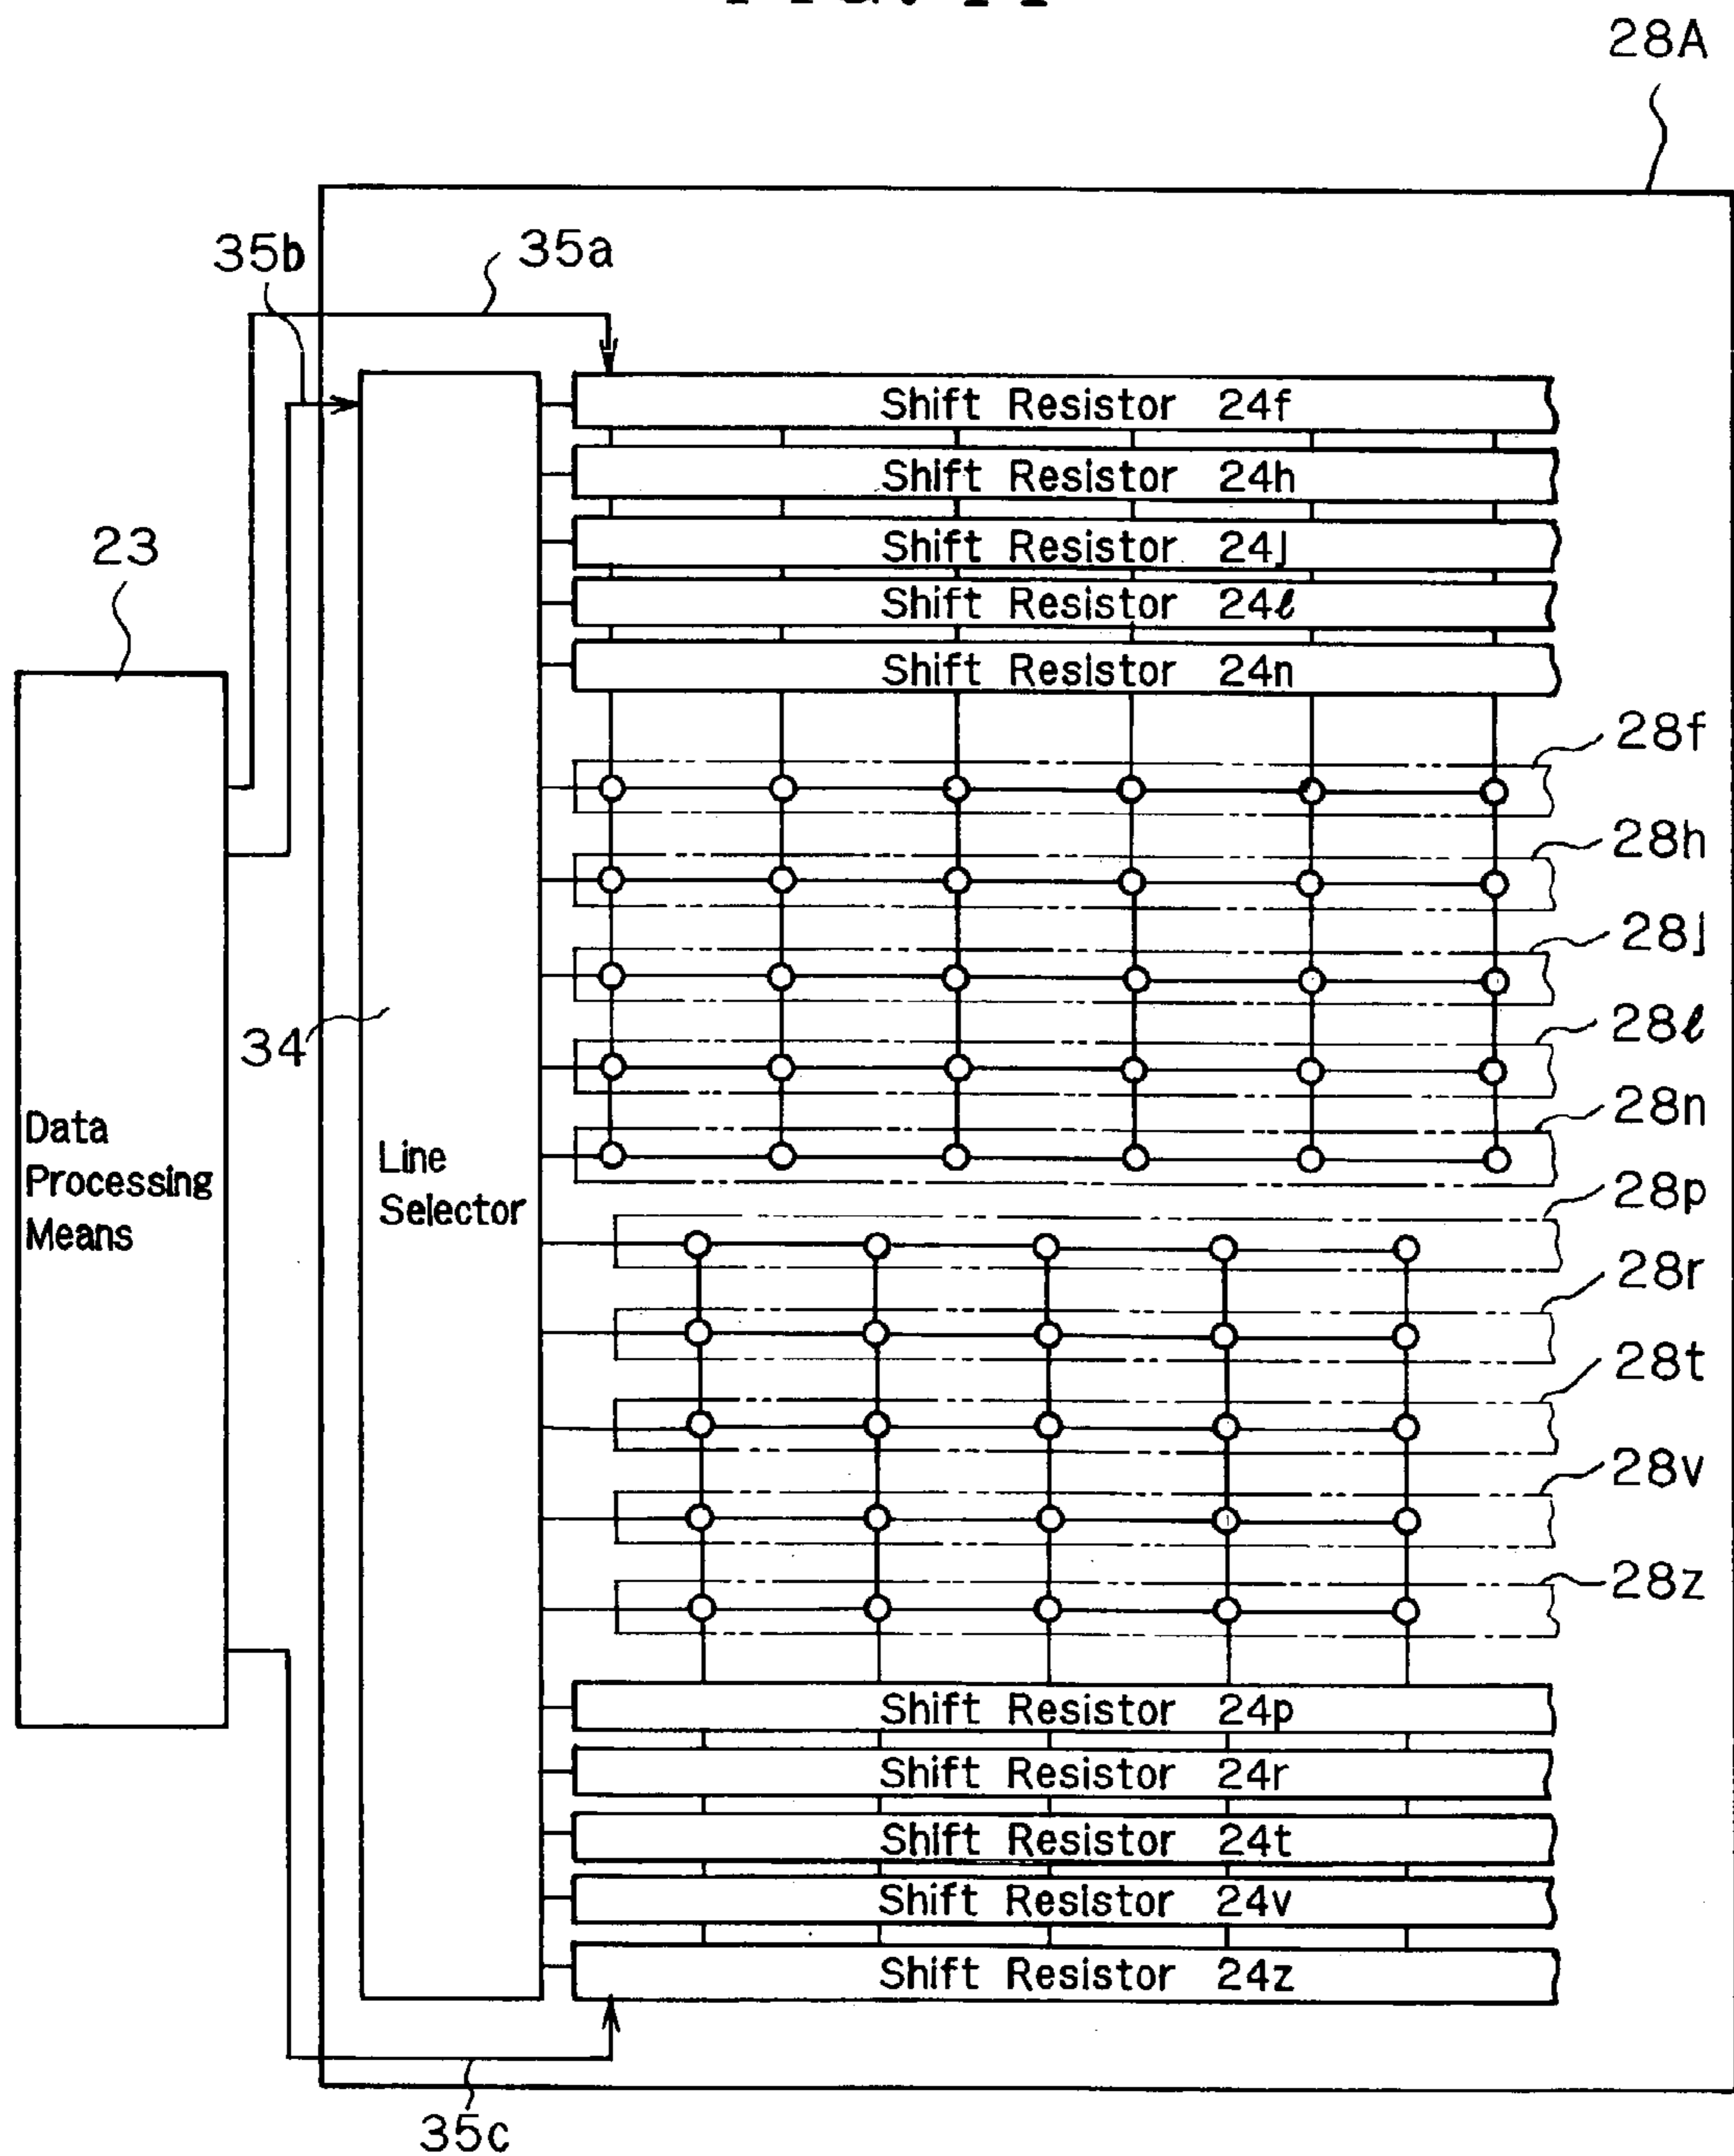 28A
35b
35a
Shift Resistor 24f
Shift Resistor 24h
Shift Resistor 24j
Shift Resistor 24ℓ
Shift Resistor 24n
23
28f
28h
28j
28ℓ
28n
28p
28r
28t
28v
28z
34
Data
Processing
Means
Line
Selector
Shift Resistor 24p
Shift Resistor 24r
Shift Resistor 24t
Shift Resistor 24v
Shift Resistor 24z
35c